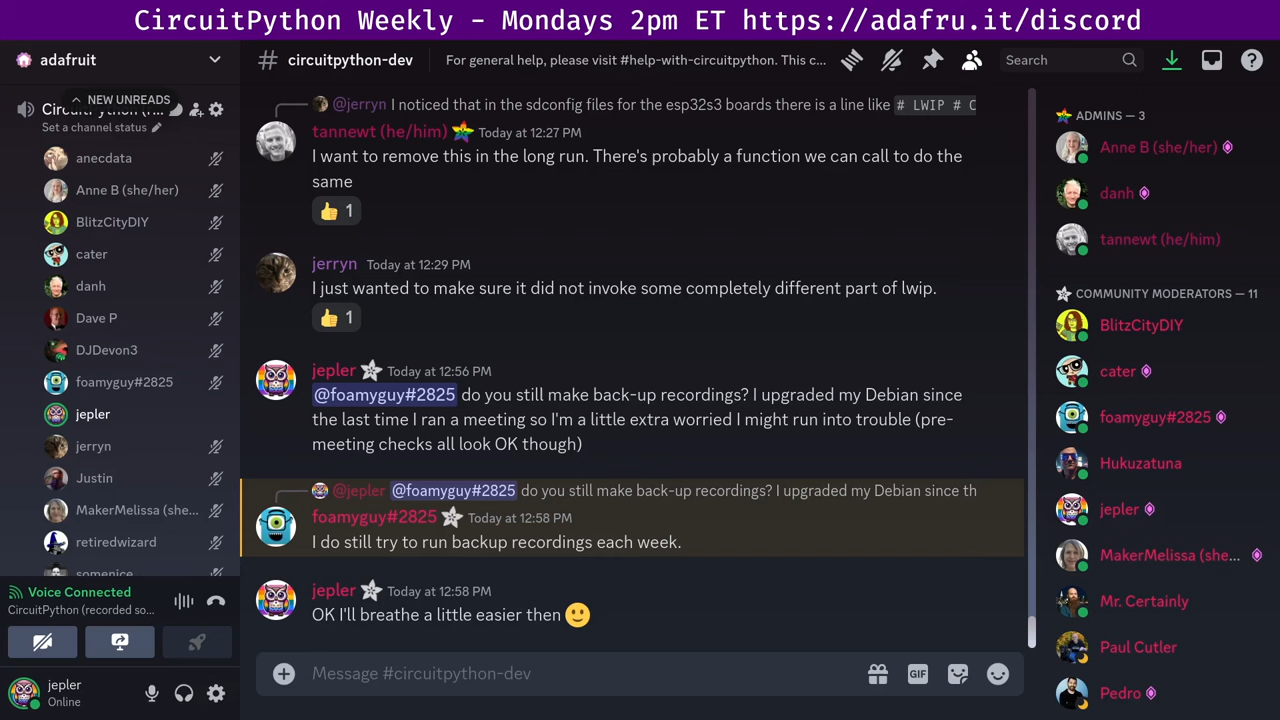 CircuitPython Weekly - Mondays 2pm ET https://adafru.it/discord
adafruit
NEW UNREADS
Set a channel status
anecdata
Anne B (she/her)
BlitzCityDIY
cater
danh
Dave P
DJDevon3
foamyguy#2825
jepler
jerryn
Justin
MakerMelissa (she...
retiredwizard
somenice
Voice Connected
CircuitPython (recorded so...
jepler
Online
# circuitpython-dev
For general help, please visit #help-with-circuitpython. This c...
Search
@jerryn I noticed that in the sdconfig files for the esp32s3 boards there is a line like # LWIP # C
tannewt (he/him) Today at 12:27 PM
I want to remove this in the long run. There's probably a function we can call to do the
same
👍 1
jerryn Today at 12:29 PM
I just wanted to make sure it did not invoke some completely different part of lwip.
👍 1
jepler Today at 12:56 PM
@foamyguy#2825 do you still make back-up recordings? I upgraded my Debian since
the last time I ran a meeting so I'm a little extra worried I might run into trouble (pre-
meeting checks all look OK though)
@jepler @foamyguy#2825 do you still make back-up recordings? I upgraded my Debian since th
foamyguy#2825 Today at 12:58 PM
I do still try to run backup recordings each week.
jepler Today at 12:58 PM
OK I'll breathe a little easier then 🙂
Message #circuitpython-dev
GIF
ADMINS — 3
Anne B (she/her)
danh
tannewt (he/him)
COMMUNITY MODERATORS — 11
BlitzCityDIY
cater
foamyguy#2825
Hukuzatuna
jepler
MakerMelissa (she...
Mr. Certainly
Paul Cutler
Pedro